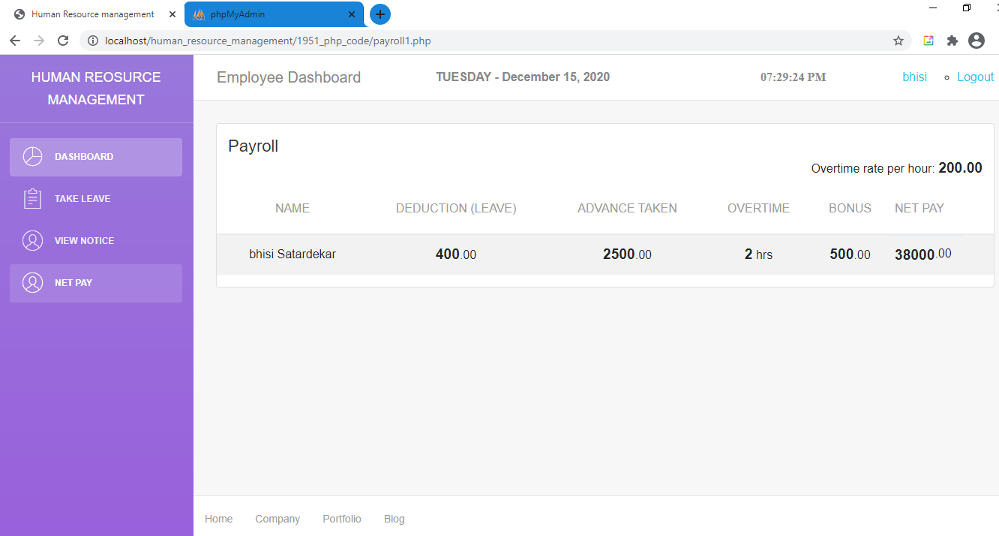 Human Resource management
phpMyAdmin
localhost/human_resource_management/1951_php_code/payroll1.php
HUMAN REOSURCE
MANAGEMENT
Employee Dashboard TUESDAY - December 15, 2020 07:29:24 PM bhisi Logout
DASHBOARD
TAKE LEAVE
VIEW NOTICE
NET PAY
Payroll
Overtime rate per hour: 200.00
NAME DEDUCTION (LEAVE) ADVANCE TAKEN OVERTIME BONUS NET PAY
bhisi Satardekar 400.00 2500.00 2 hrs 500.00 38000.00
Home Company Portfolio Blog